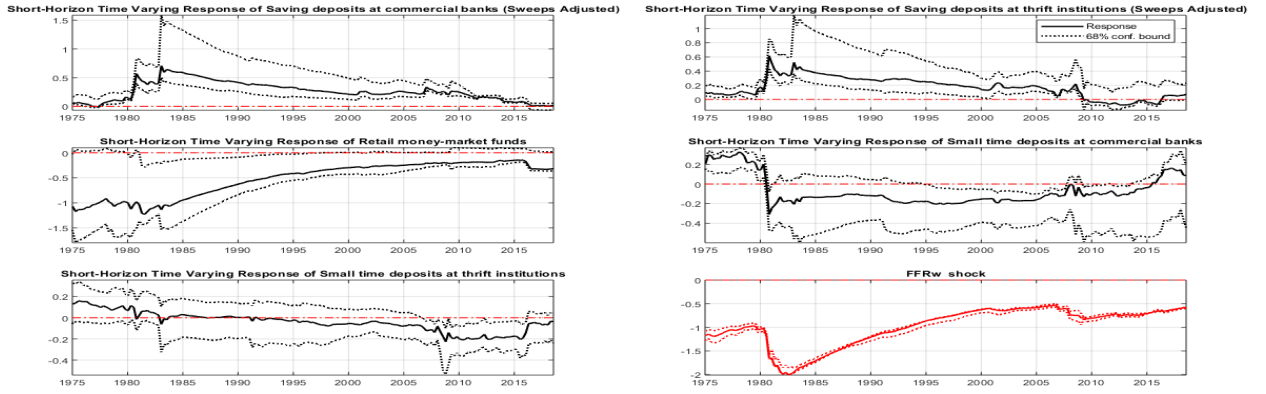 Short-Horizon Time Varying Response of Saving deposits at commercial banks (Sweeps Adjusted)
1.5
1
0.5
0
1975 1980 1985 1990 1995 2000 2005 2010 2015
Short-Horizon Time Varying Response of Saving deposits at thrift institutions (Sweeps Adjusted)
Response
68% conf. bound
1
0.8
0.6
0.4
0.2
0
1975 1980 1985 1990 1995 2000 2005 2010 2015
Short-Horizon Time Varying Response of Retail money-market funds
0
-0.5
-1
-1.5
1975 1980 1985 1990 1995 2000 2005 2010 2015
Short-Horizon Time Varying Response of Small time deposits at commercial banks
0.2
0
-0.2
-0.4
1975 1980 1985 1990 1995 2000 2005 2010 2015
Short-Horizon Time Varying Response of Small time deposits at thrift institutions
0.2
0
-0.2
-0.4
1975 1980 1985 1990 1995 2000 2005 2010 2015
FFRw shock
0
-0.5
-1
-1.5
-2
1975 1980 1985 1990 1995 2000 2005 2010 2015